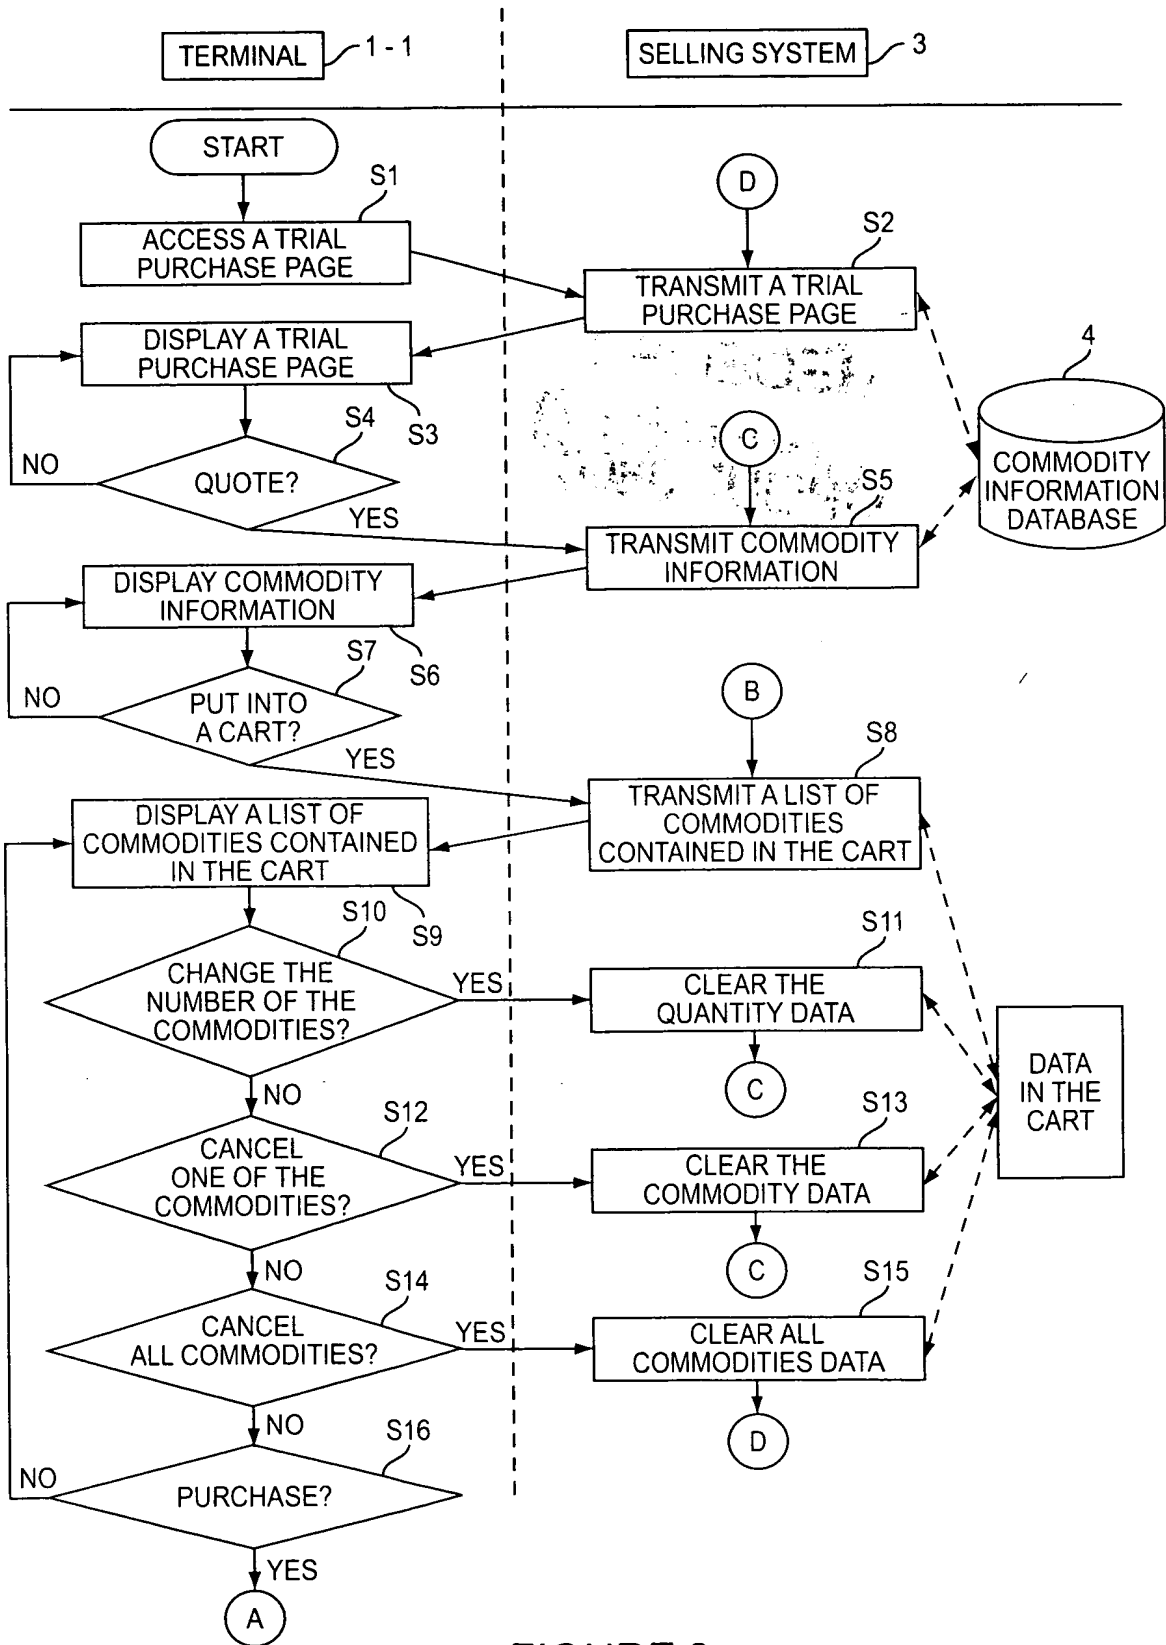 TERMINAL
1 - 1
SELLING SYSTEM
3
START
D
S1
ACCESS A TRIAL
PURCHASE PAGE
S2
TRANSMIT A TRIAL
PURCHASE PAGE
DISPLAY A TRIAL
PURCHASE PAGE
S3
4
COMMODITY
INFORMATION
DATABASE
S4
QUOTE?
NO
YES
C
S5
TRANSMIT COMMODITY
INFORMATION
DISPLAY COMMODITY
INFORMATION
S6
S7
PUT INTO
A CART?
NO
YES
B
S8
TRANSMIT A LIST OF
COMMODITIES
CONTAINED IN THE CART
DISPLAY A LIST OF
COMMODITIES CONTAINED
IN THE CART
S9
S10
CHANGE THE
NUMBER OF THE
COMMODITIES?
YES
NO
S11
CLEAR THE
QUANTITY DATA
C
DATA
IN THE
CART
S12
CANCEL
ONE OF THE
COMMODITIES?
YES
NO
S13
CLEAR THE
COMMODITY DATA
C
S14
CANCEL
ALL COMMODITIES?
YES
NO
S15
CLEAR ALL
COMMODITIES DATA
D
S16
PURCHASE?
NO
YES
A